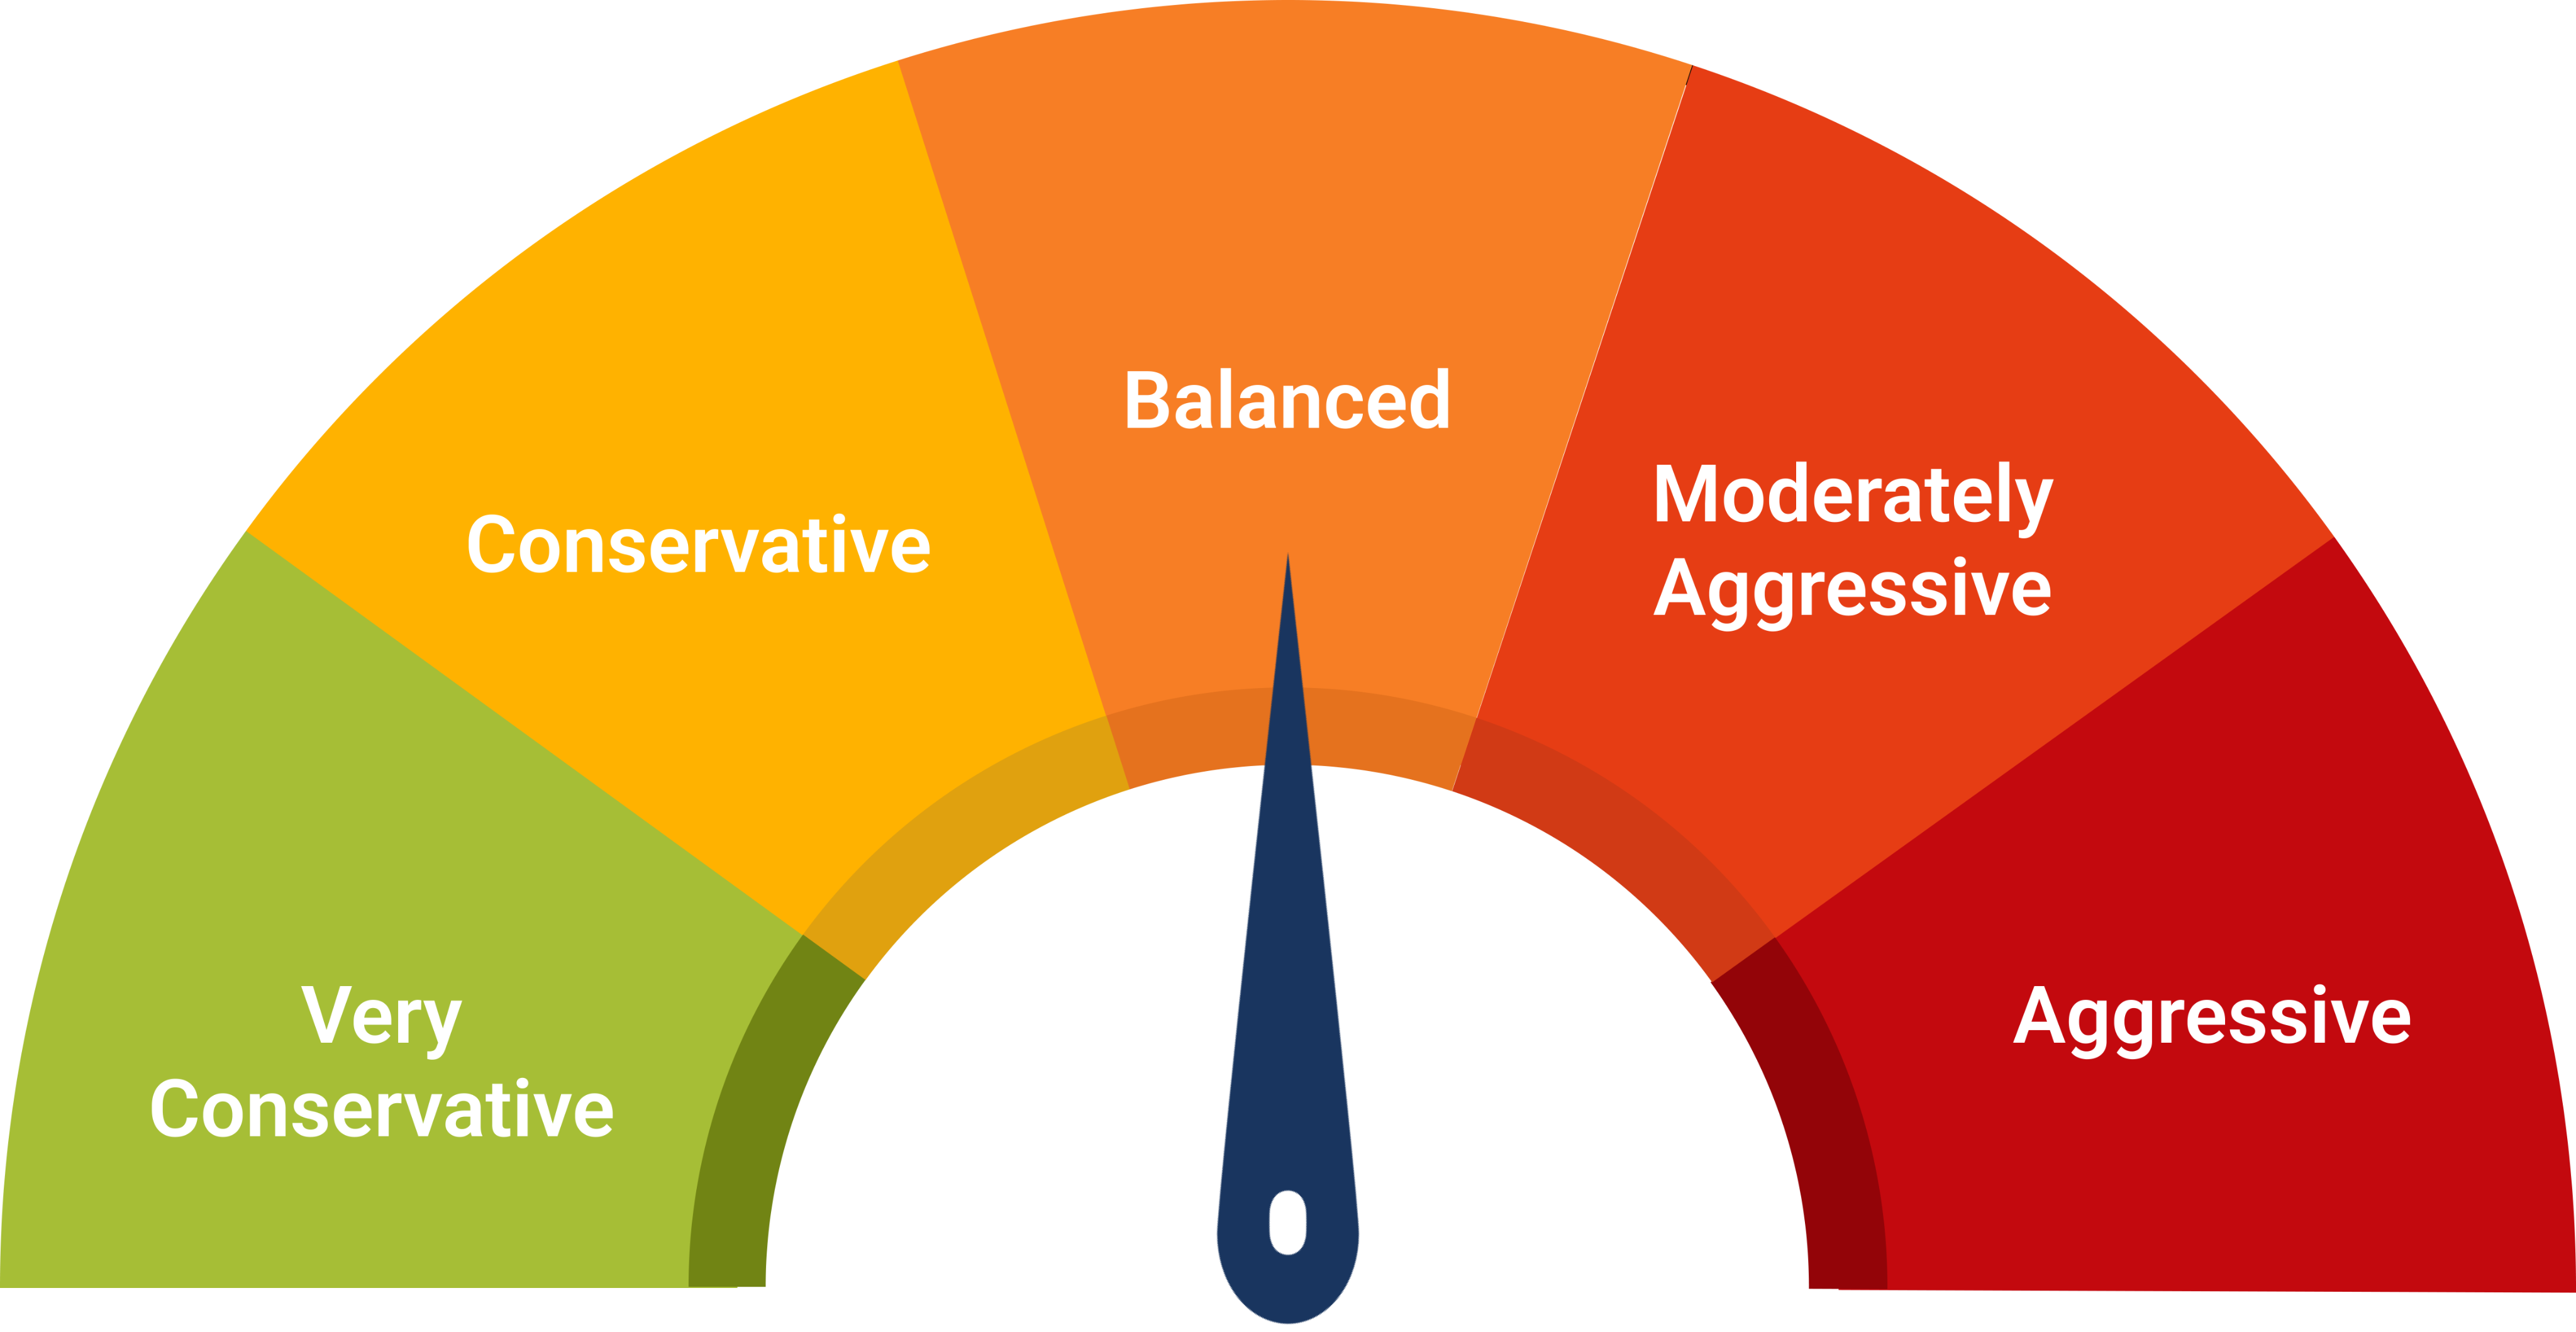 Very
Conservative
Conservative
Balanced
Moderately
Aggressive
Aggressive